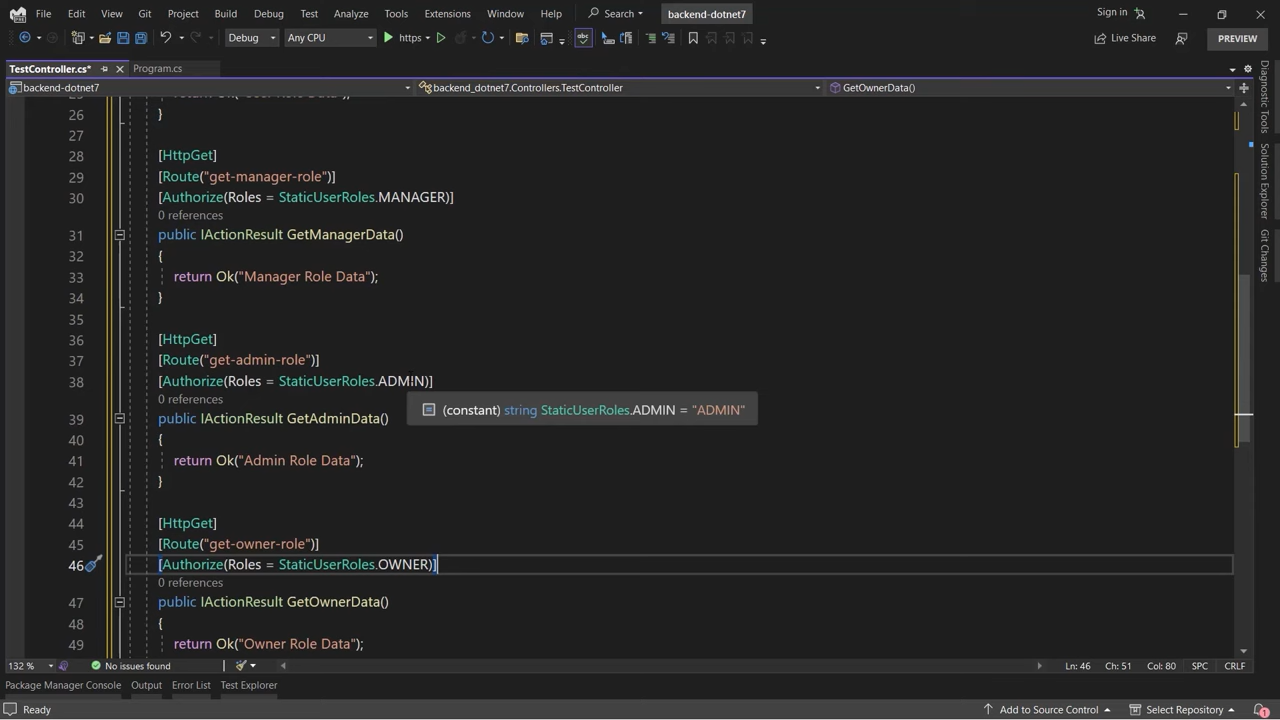 File Edit View Git Project Build Debug Test Analyze Tools Extensions Window Help Search backend-dotnet7 Sign in
Debug Any CPU https Live Share PREVIEW
TestController.cs* Program.cs
backend-dotnet7 backend_dotnet7.Controllers.TestController GetOwnerData()
26 }
27
28 [HttpGet]
29 [Route("get-manager-role")]
30 [Authorize(Roles = StaticUserRoles.MANAGER)]
0 references
31 public IActionResult GetManagerData()
32 {
33 return Ok("Manager Role Data");
34 }
35
36 [HttpGet]
37 [Route("get-admin-role")]
38 [Authorize(Roles = StaticUserRoles.ADMIN)]
0 references
(constant) string StaticUserRoles.ADMIN = "ADMIN"
39 public IActionResult GetAdminData()
40 {
41 return Ok("Admin Role Data");
42 }
43
44 [HttpGet]
45 [Route("get-owner-role")]
46 [Authorize(Roles = StaticUserRoles.OWNER)]
0 references
47 public IActionResult GetOwnerData()
48 {
49 return Ok("Owner Role Data");
Diagnostic Tools
Solution Explorer
Git Changes
132 % No issues found Ln: 46 Ch: 51 Col: 80 SPC CRLF
Package Manager Console Output Error List Test Explorer
Ready Add to Source Control Select Repository 1